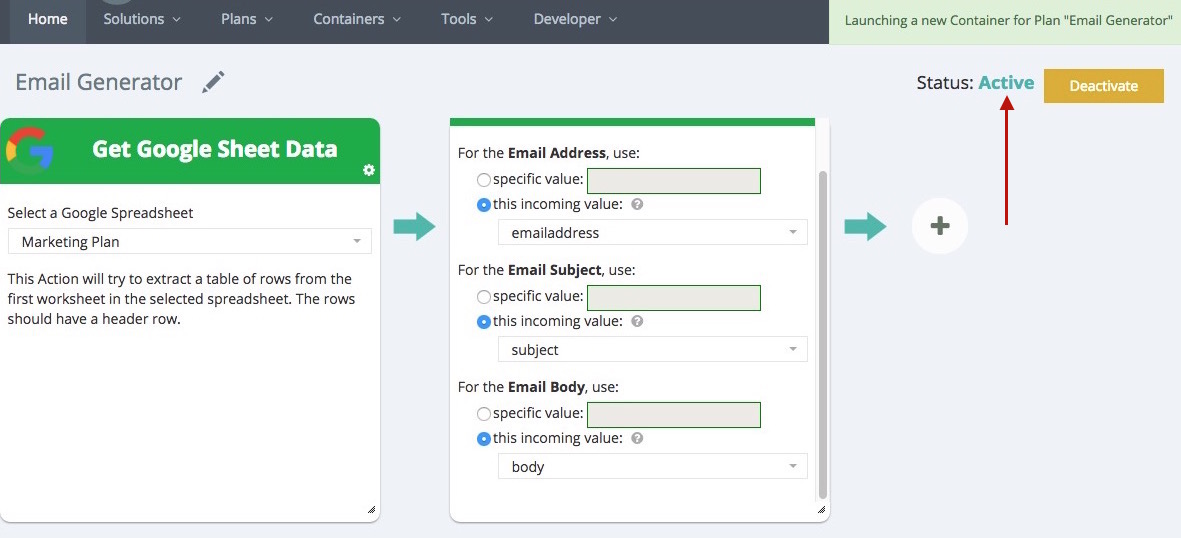 Home
Solutions
Plans
Containers
Tools
Developer
Launching a new Container for Plan "Email Generator"
Email Generator
Status: Active
Deactivate
Get Google Sheet Data
Select a Google Spreadsheet
Marketing Plan
This Action will try to extract a table of rows from the
first worksheet in the selected spreadsheet. The rows
should have a header row.
For the Email Address, use:
specific value:
this incoming value: ?
emailaddress
For the Email Subject, use:
specific value:
this incoming value: ?
subject
For the Email Body, use:
specific value:
this incoming value: ?
body